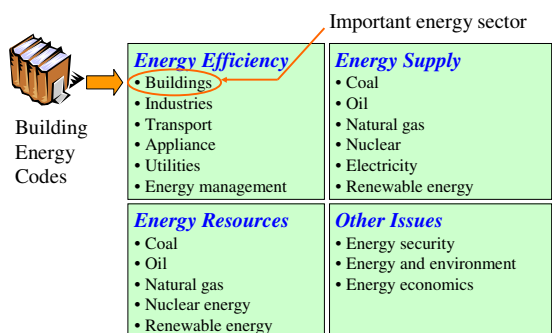 Important energy sector
Building
Energy
Codes
Energy Efficiency
• Buildings
• Industries
• Transport
• Appliance
• Utilities
• Energy management
Energy Supply
• Coal
• Oil
• Natural gas
• Nuclear
• Electricity
• Renewable energy
Energy Resources
• Coal
• Oil
• Natural gas
• Nuclear energy
• Renewable energy
Other Issues
• Energy security
• Energy and environment
• Energy economics